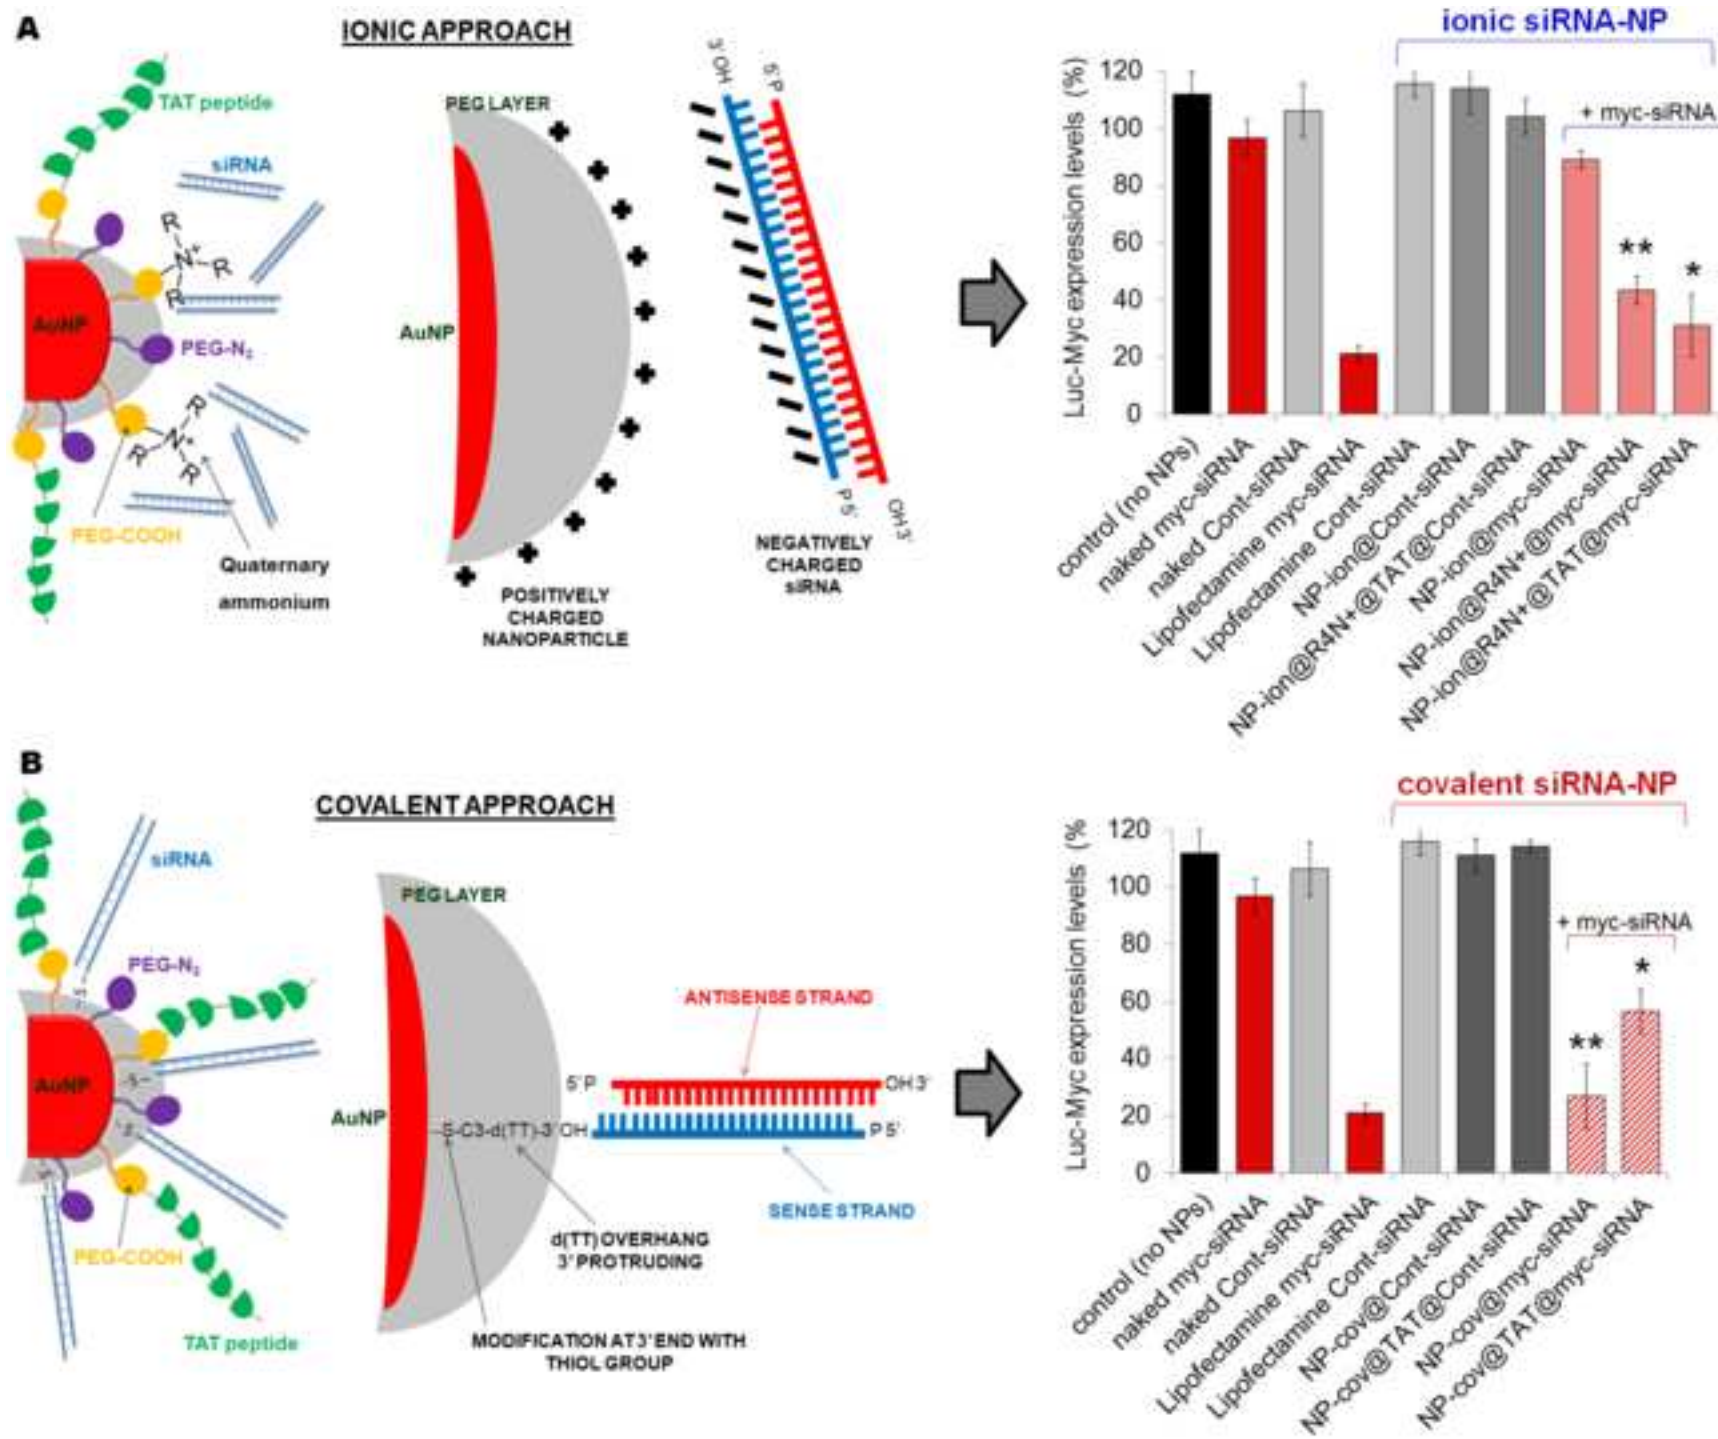 A
IONIC APPROACH
TAT peptide
siRNA
R
N+
R
R
AuNP
PEG-N2
R
N+
R
R
PEG-COOH
Quaternary
ammonium
PEG LAYER
AuNP
POSITIVELY
CHARGED
NANOPARTICLE
3' OH
5' P
P 5'
OH 3'
NEGATIVELY
CHARGED
siRNA
ionic siRNA-NP
+ myc-siRNA
Luc-Myc expression levels (%)
120
100
80
60
40
20
0
**
*
control (no NPs)
naked myc-siRNA
naked Cont-siRNA
Lipofectamine myc-siRNA
Lipofectamine Cont-siRNA
NP-ion@Cont-siRNA
NP-ion@R4N+@TAT@Cont-siRNA
NP-ion@myc-siRNA
NP-ion@R4N+@myc-siRNA
NP-ion@R4N+@TAT@myc-siRNA
B
COVALENT APPROACH
siRNA
PEG-N2
-S-
AuNP
-S-
-S-
-S-
PEG-COOH
TAT peptide
PEG LAYER
AuNP
ANTISENSE STRAND
5' P
OH 3'
-S-C3-d(TT)-3' OH
P 5'
SENSE STRAND
d(TT) OVERHANG
3' PROTRUDING
MODIFICATION AT 3' END WITH
THIOL GROUP
covalent siRNA-NP
+ myc-siRNA
Luc-Myc expression levels (%
120
100
80
60
40
20
0
**
*
control (no NPs)
naked myc-siRNA
naked Cont-siRNA
Lipofectamine myc-siRNA
Lipofectamine Cont-siRNA
NP-cov@Cont-siRNA
NP-cov@TAT@Cont-siRNA
NP-cov@myc-siRNA
NP-cov@TAT@myc-siRNA